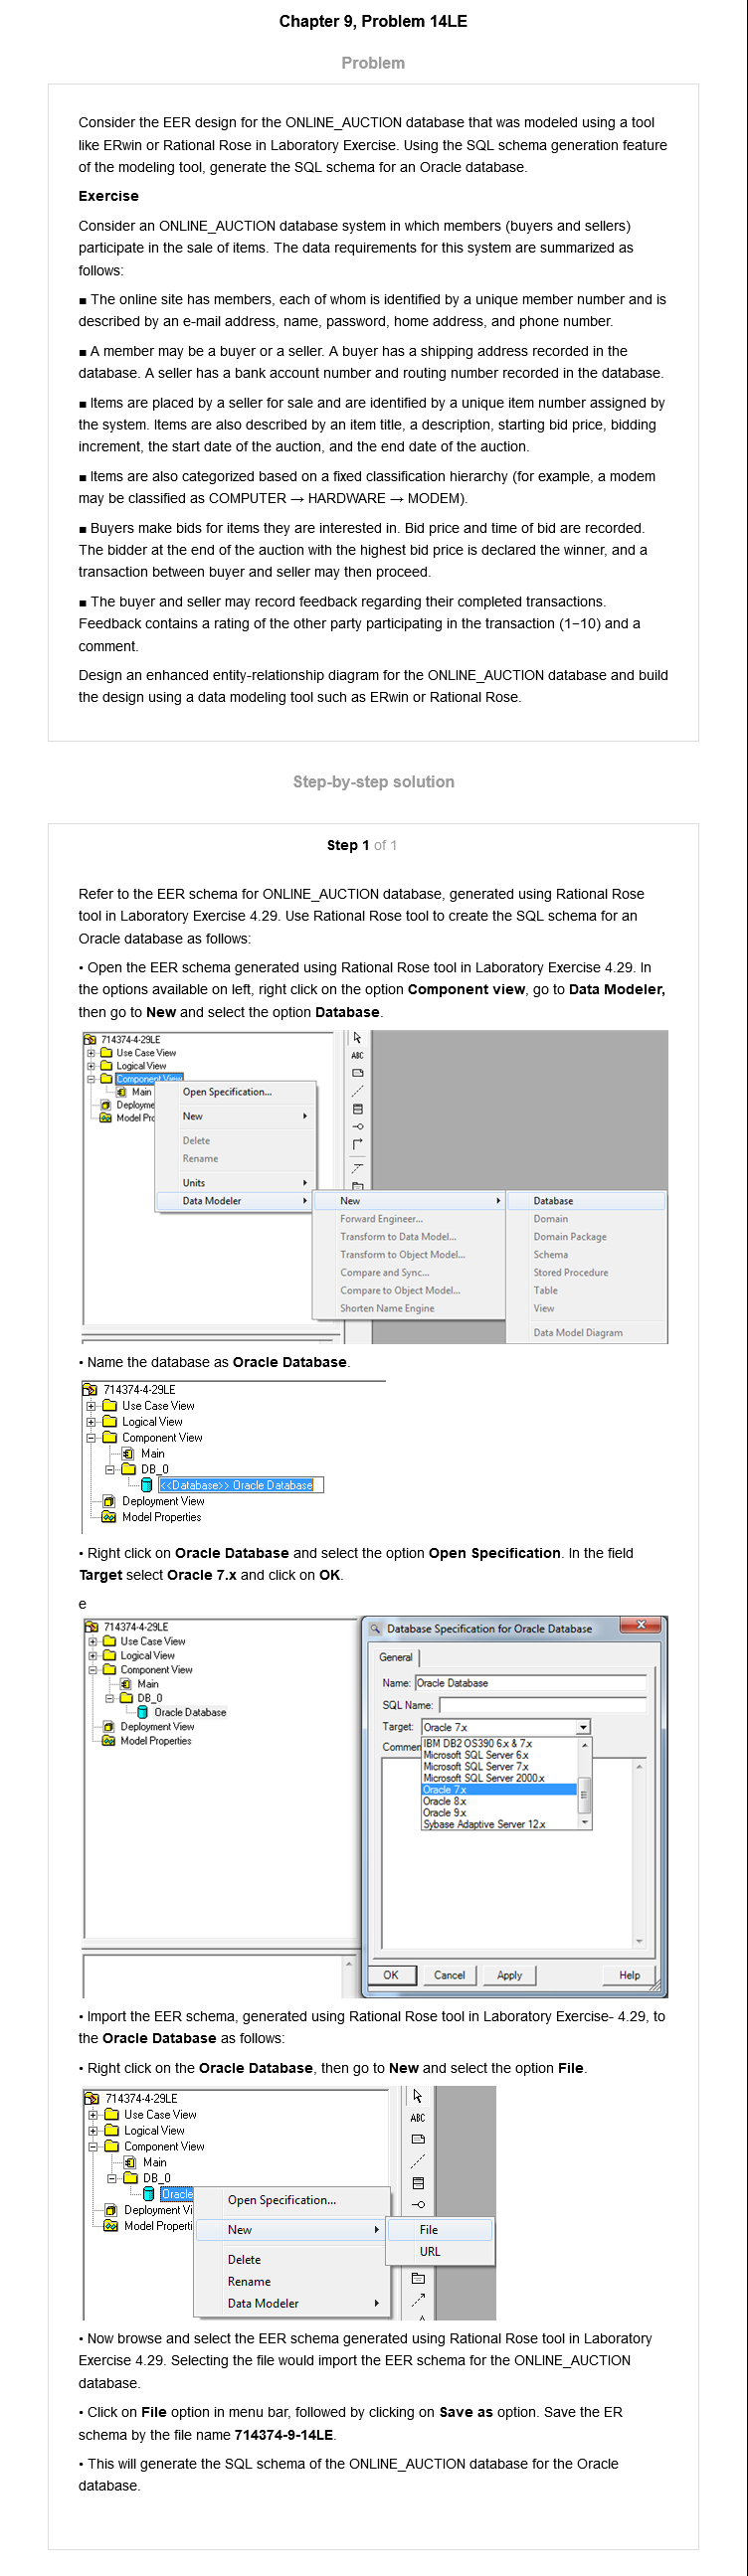 Chapter 9, Problem 14LE
Problem
Consider the EER design for the ONLINE_AUCTION database that was modeled using a tool
like ERwin or Rational Rose in Laboratory Exercise. Using the SQL schema generation feature
of the modeling tool, generate the SQL schema for an Oracle database.
Exercise
Consider an ONLINE_AUCTION database system in which members (buyers and sellers)
participate in the sale of items. The data requirements for this system are summarized as
follows:
■ The online site has members, each of whom is identified by a unique member number and is
described by an e-mail address, name, password, home address, and phone number.
■ A member may be a buyer or a seller. A buyer has a shipping address recorded in the
database. A seller has a bank account number and routing number recorded in the database.
■ Items are placed by a seller for sale and are identified by a unique item number assigned by
the system. Items are also described by an item title, a description, starting bid price, bidding
increment, the start date of the auction, and the end date of the auction.
■ Items are also categorized based on a fixed classification hierarchy (for example, a modem
may be classified as COMPUTER → HARDWARE → MODEM).
■ Buyers make bids for items they are interested in. Bid price and time of bid are recorded.
The bidder at the end of the auction with the highest bid price is declared the winner, and a
transaction between buyer and seller may then proceed.
■ The buyer and seller may record feedback regarding their completed transactions.
Feedback contains a rating of the other party participating in the transaction (1−10) and a
comment.
Design an enhanced entity-relationship diagram for the ONLINE_AUCTION database and build
the design using a data modeling tool such as ERwin or Rational Rose.
Step-by-step solution
Step 1 of 1
Refer to the EER schema for ONLINE_AUCTION database, generated using Rational Rose
tool in Laboratory Exercise 4.29. Use Rational Rose tool to create the SQL schema for an
Oracle database as follows:
• Open the EER schema generated using Rational Rose tool in Laboratory Exercise 4.29. In
the options available on left, right click on the option Component view, go to Data Modeler,
then go to New and select the option Database.
714374-4-29LE
Use Case View
Logical View
Component View
Main
Deployme
Model Pro
ABC
Open Specification...
New
Delete
Rename
Units
Data Modeler
New
Forward Engineer...
Transform to Data Model...
Transform to Object Model...
Compare and Sync...
Compare to Object Model...
Shorten Name Engine
Database
Domain
Domain Package
Schema
Stored Procedure
Table
View
Data Model Diagram
• Name the database as Oracle Database.
714374-4-29LE
Use Case View
Logical View
Component View
Main
DB_0
<<Database>> Oracle Database
Deployment View
Model Properties
• Right click on Oracle Database and select the option Open Specification. In the field
Target select Oracle 7.x and click on OK.
e
714374-4-29LE
Use Case View
Logical View
Component View
Main
DB_0
Oracle Database
Deployment View
Model Properties
Database Specification for Oracle Database
General
Name: Oracle Database
SQL Name:
Target: Oracle 7.x
Commen
IBM DB2 OS390 6.x & 7.x
Microsoft SQL Server 6.x
Microsoft SQL Server 7.x
Microsoft SQL Server 2000.x
Oracle 7.x
Oracle 8.x
Oracle 9.x
Sybase Adaptive Server 12.x
OK Cancel Apply Help
• Import the EER schema, generated using Rational Rose tool in Laboratory Exercise- 4.29, to
the Oracle Database as follows:
• Right click on the Oracle Database, then go to New and select the option File.
714374-4-29LE
Use Case View
Logical View
Component View
Main
DB_0
Oracle
Deployment Vi
Model Properti
ABC
Open Specification...
New
Delete
Rename
Data Modeler
File
URL
• Now browse and select the EER schema generated using Rational Rose tool in Laboratory
Exercise 4.29. Selecting the file would import the EER schema for the ONLINE_AUCTION
database.
• Click on File option in menu bar, followed by clicking on Save as option. Save the ER
schema by the file name 714374-9-14LE.
• This will generate the SQL schema of the ONLINE_AUCTION database for the Oracle
database.